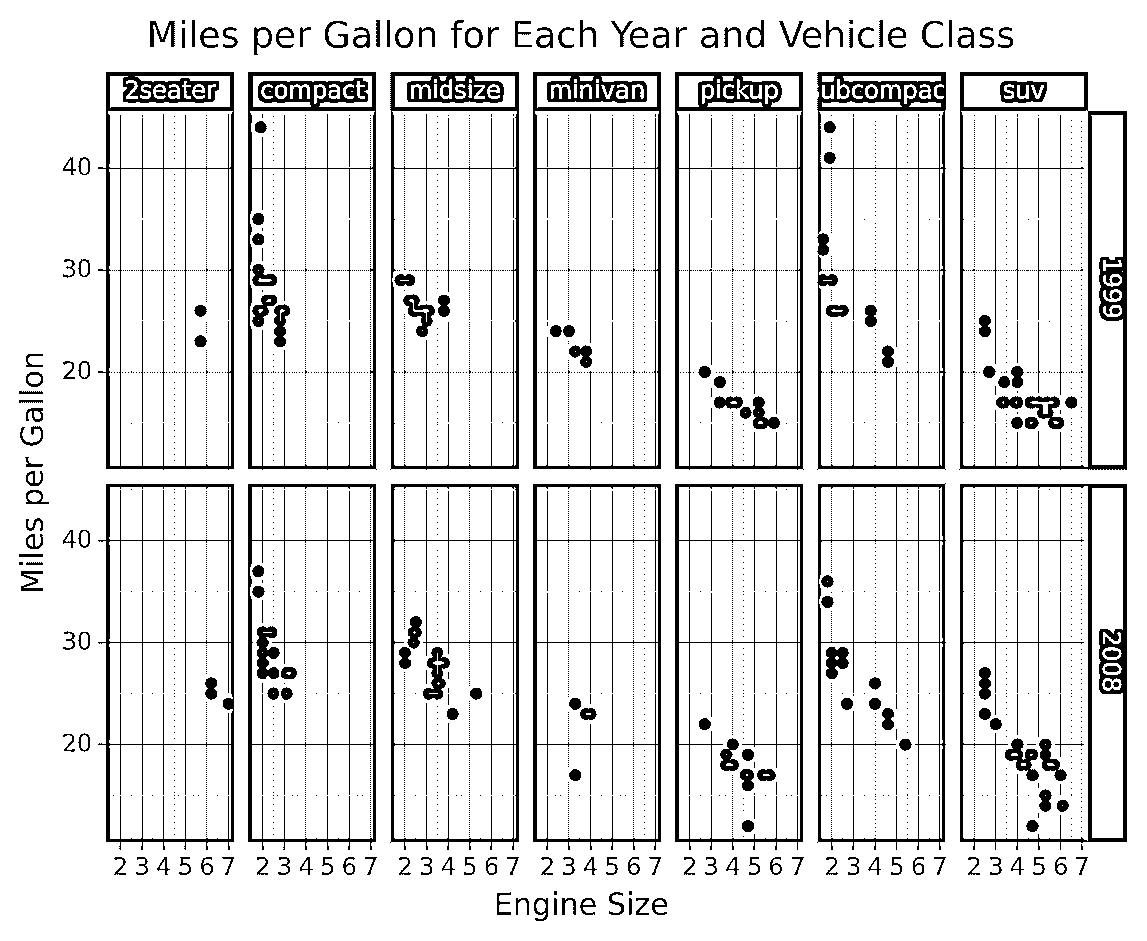 Miles per Gallon for Each Year and Vehicle Class
2seater compact midsize minivan pickup ubcompac suv
40
30
20
1999
Miles per Gallon
40
30
20
2008
2 3 4 5 6 7 2 3 4 5 6 7 2 3 4 5 6 7 2 3 4 5 6 7 2 3 4 5 6 7 2 3 4 5 6 7 2 3 4 5 6 7
Engine Size